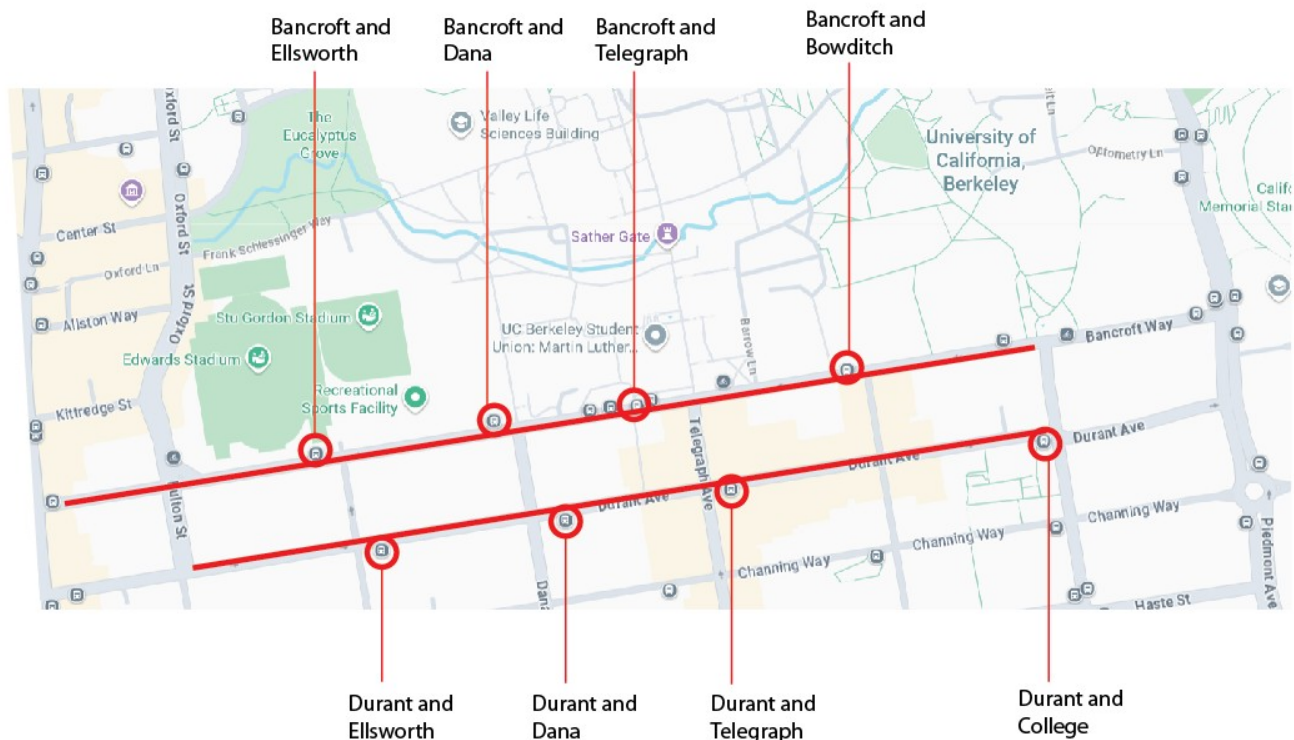 Bancroft and
Ellsworth
Bancroft and
Dana
Bancroft and
Telegraph
Bancroft and
Bowditch
Oxford St
The
Eucalyptus
Grove
Valley Life
Sciences Building
University of
California,
Berkeley
Optometry Ln
Center St
Oxford Ln
Oxford St
Frank Schlessinger Way
Sather Gate
Memorial
Allston Way
Oxford St
Stu Gordon Stadium
Edwards Stadium
UC Berkeley Student
Union: Martin Luther...
Barrow Ln
Bancroft Way
Kittredge St
Recreational
Sports Facility
Telegraph Ave
Durant Ave
Durant Ave
Durant Ave
Fulton St
Dana
Channing Way
Channing Way
Channing Way
Haste St
Piedmont Ave
Durant and
Ellsworth
Durant and
Dana
Durant and
Telegraph
Durant and
College